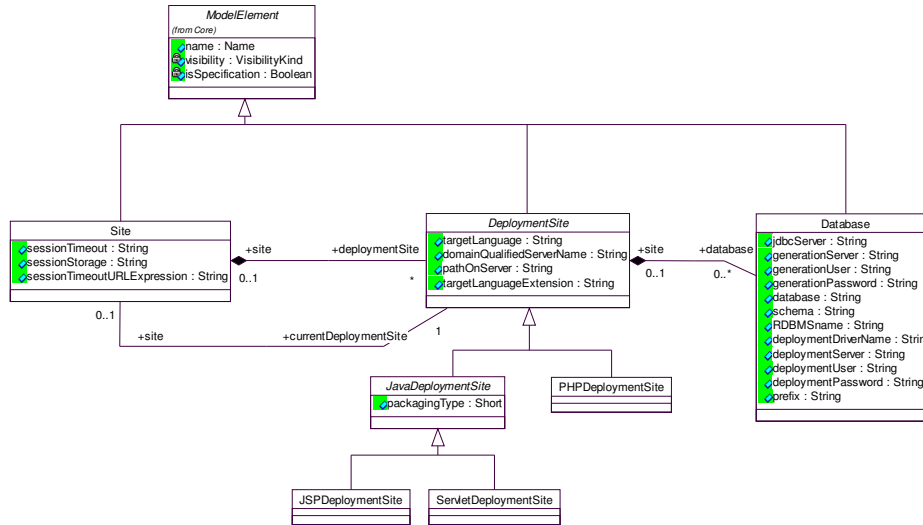 ModelElement
(from Core)
name : Name
visibility : VisibilityKind
isSpecification : Boolean
Site
sessionTimeout : String
sessionStorage : String
sessionTimeoutURLExpression : String
+site
0..1
+deploymentSite
*
DeploymentSite
targetLanguage : String
domainQualifiedServerName : String
pathOnServer : String
targetLanguageExtension : String
+site
0..1
+database
0..*
Database
jdbcServer : String
generationServer : String
generationUser : String
generationPassword : String
database : String
schema : String
RDBMSname : String
deploymentDriverName : Strin
deploymentServer : String
deploymentUser : String
deploymentPassword : String
prefix : String
0..1
+site
+currentDeploymentSite
1
JavaDeploymentSite
packagingType : Short
PHPDeploymentSite
JSPDeploymentSite
ServletDeploymentSite